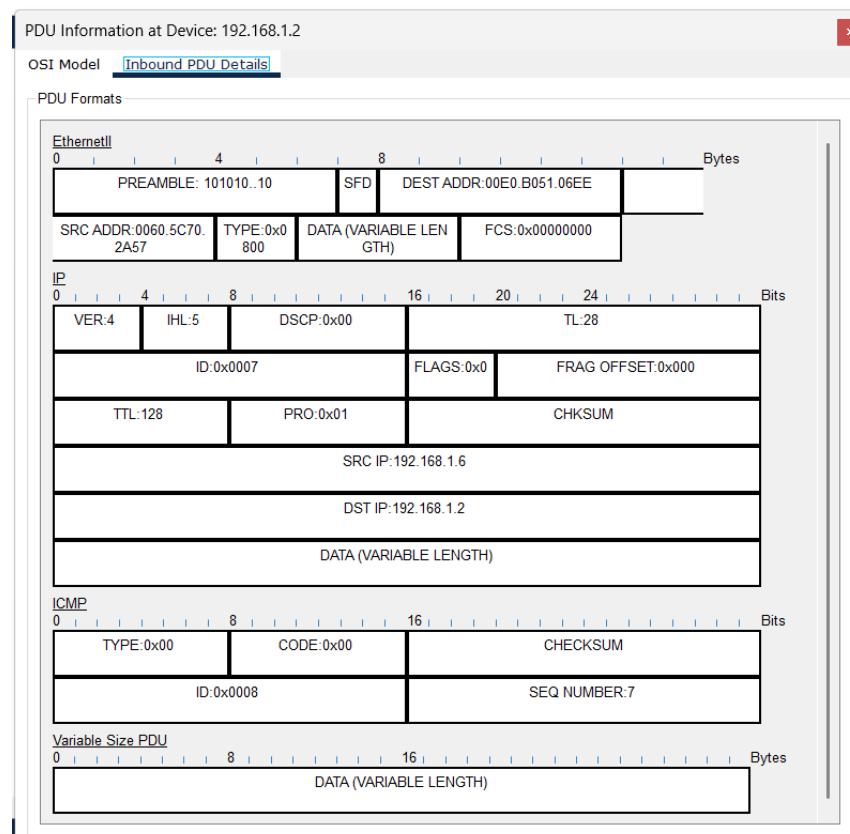 PDU Information at Device: 192.168.1.2
OSI Model Inbound PDU Details
PDU Formats
EthernetII
0 4 8 Bytes
PREAMBLE: 101010..10 SFD DEST ADDR:00E0.B051.06EE
SRC ADDR:0060.5C70. TYPE:0x0 DATA (VARIABLE LEN FCS:0x00000000
2A57 800 GTH)
IP
0 4 8 16 20 24 Bits
VER:4 IHL:5 DSCP:0x00 TL:28
ID:0x0007 FLAGS:0x0 FRAG OFFSET:0x000
TTL:128 PRO:0x01 CHKSUM
SRC IP:192.168.1.6
DST IP:192.168.1.2
DATA (VARIABLE LENGTH)
ICMP
0 8 16 Bits
TYPE:0x00 CODE:0x00 CHECKSUM
ID:0x0008 SEQ NUMBER:7
Variable Size PDU
0 8 16 Bytes
DATA (VARIABLE LENGTH)